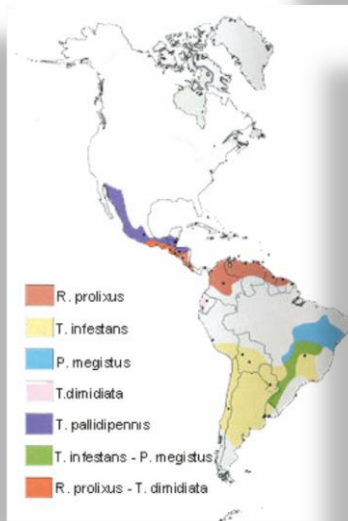 R. prolixus
T. infestans
P. megistus
T.dimidiata
T. pallidipennis
T. infestans - P. megistus
R. prolixus - T. dimidiata